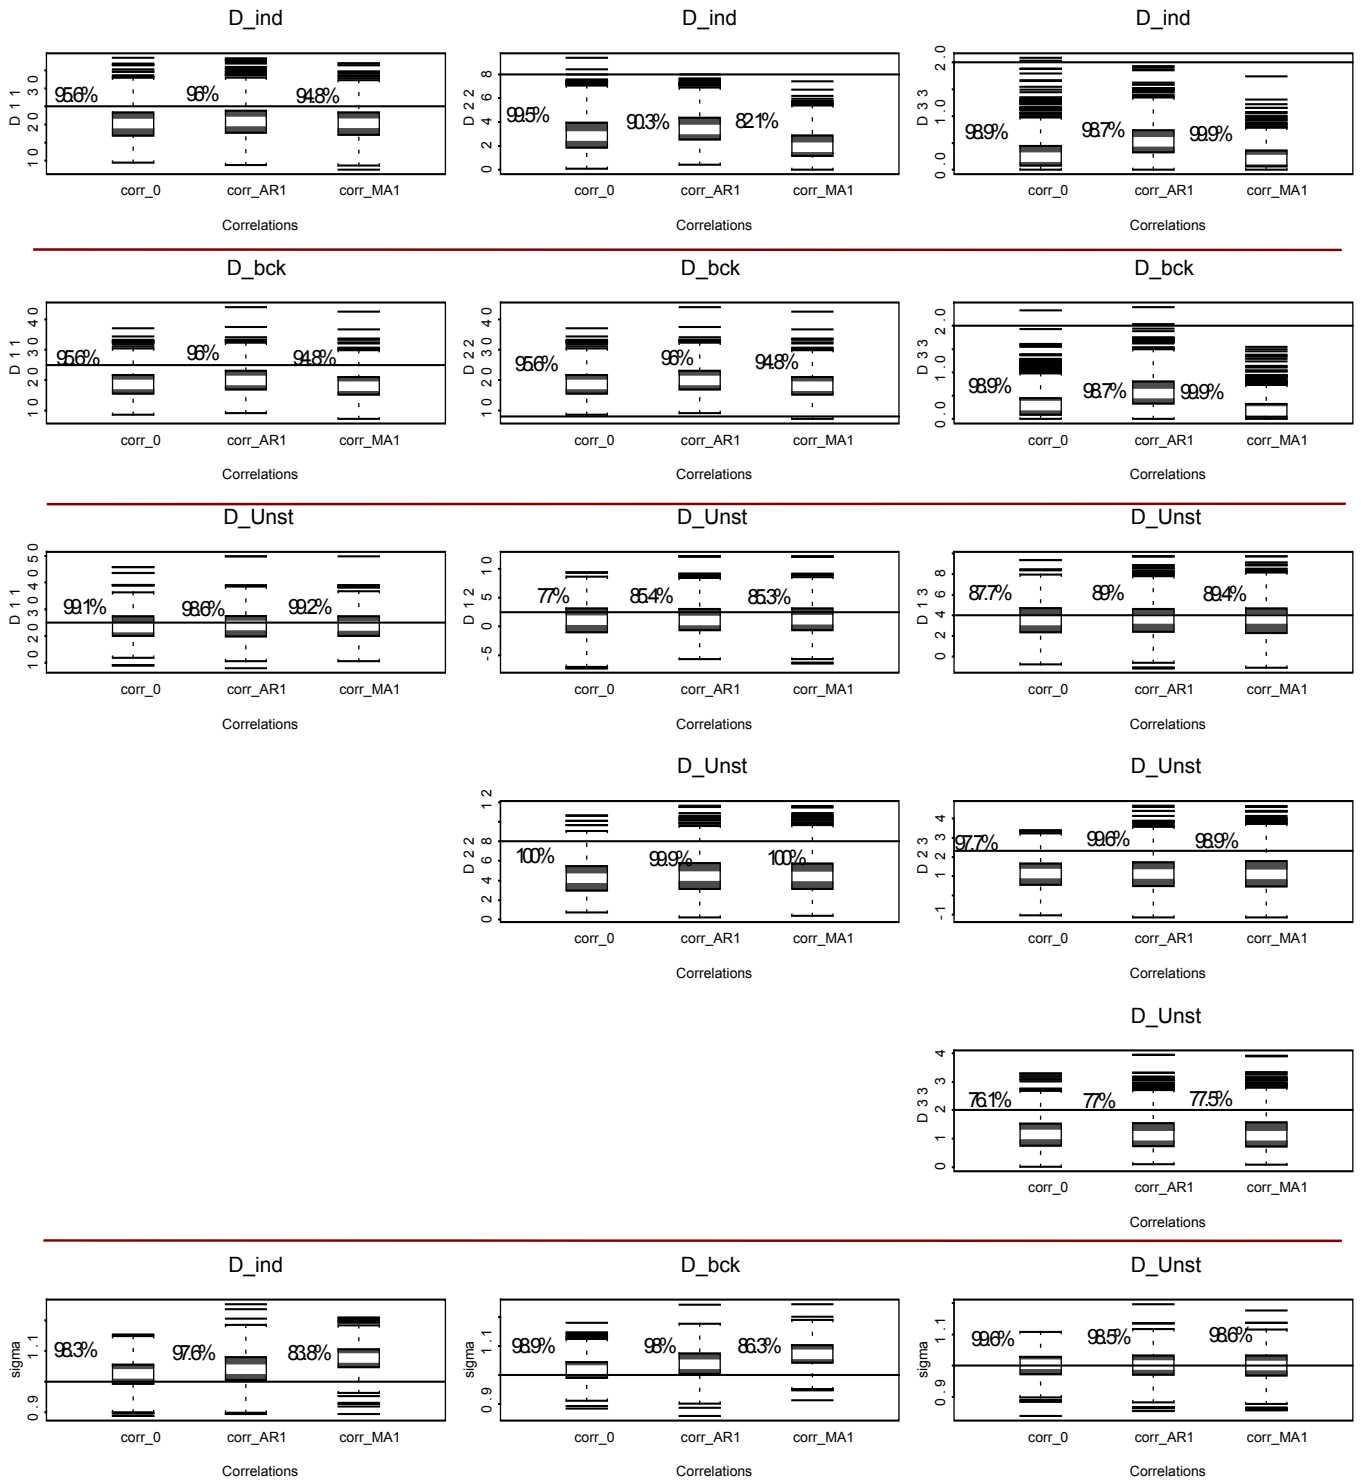 D_ind D_ind D_ind
D 1 1 10 20 30 95.6% 96% 94.8%
D 2 2 0 2 4 6 8 99.5% 90.3% 82.1%
D 3 3 0.0 1.0 2.0 98.9% 98.7% 99.9%
corr_0 corr_AR1 corr_MA1 corr_0 corr_AR1 corr_MA1 corr_0 corr_AR1 corr_MA1
Correlations Correlations Correlations
D_bck D_bck D_bck
D 1 1 10 20 30 40 95.6% 96% 94.8%
D 2 2 10 20 30 40 95.6% 96% 94.8%
D 3 3 0.0 1.0 2.0 98.9% 98.7% 99.9%
corr_0 corr_AR1 corr_MA1 corr_0 corr_AR1 corr_MA1 corr_0 corr_AR1 corr_MA1
Correlations Correlations Correlations
D_Unst D_Unst D_Unst
D 1 1 10 20 30 40 50 99.1% 98.6% 99.2%
D 1 2 -5 0 5 10 77% 85.4% 85.3%
D 1 3 0 2 4 6 8 87.7% 89% 89.4%
corr_0 corr_AR1 corr_MA1 corr_0 corr_AR1 corr_MA1 corr_0 corr_AR1 corr_MA1
Correlations Correlations Correlations
D_Unst D_Unst
D 2 2 0 2 4 6 8 12 100% 99.9% 100%
D 2 3 -1 1 2 3 4 97.7% 99.6% 98.9%
corr_0 corr_AR1 corr_MA1 corr_0 corr_AR1 corr_MA1
Correlations Correlations
D_Unst
D 3 3 0 1 2 3 4 76.1% 77% 77.5%
corr_0 corr_AR1 corr_MA1
Correlations
D_ind D_bck D_Unst
sigma 0.9 1.1 98.3% 97.6% 83.8%
sigma 0.9 1.1 98.9% 98% 86.3%
sigma 0.9 1.1 99.6% 98.5% 98.6%
corr_0 corr_AR1 corr_MA1 corr_0 corr_AR1 corr_MA1 corr_0 corr_AR1 corr_MA1
Correlations Correlations Correlations